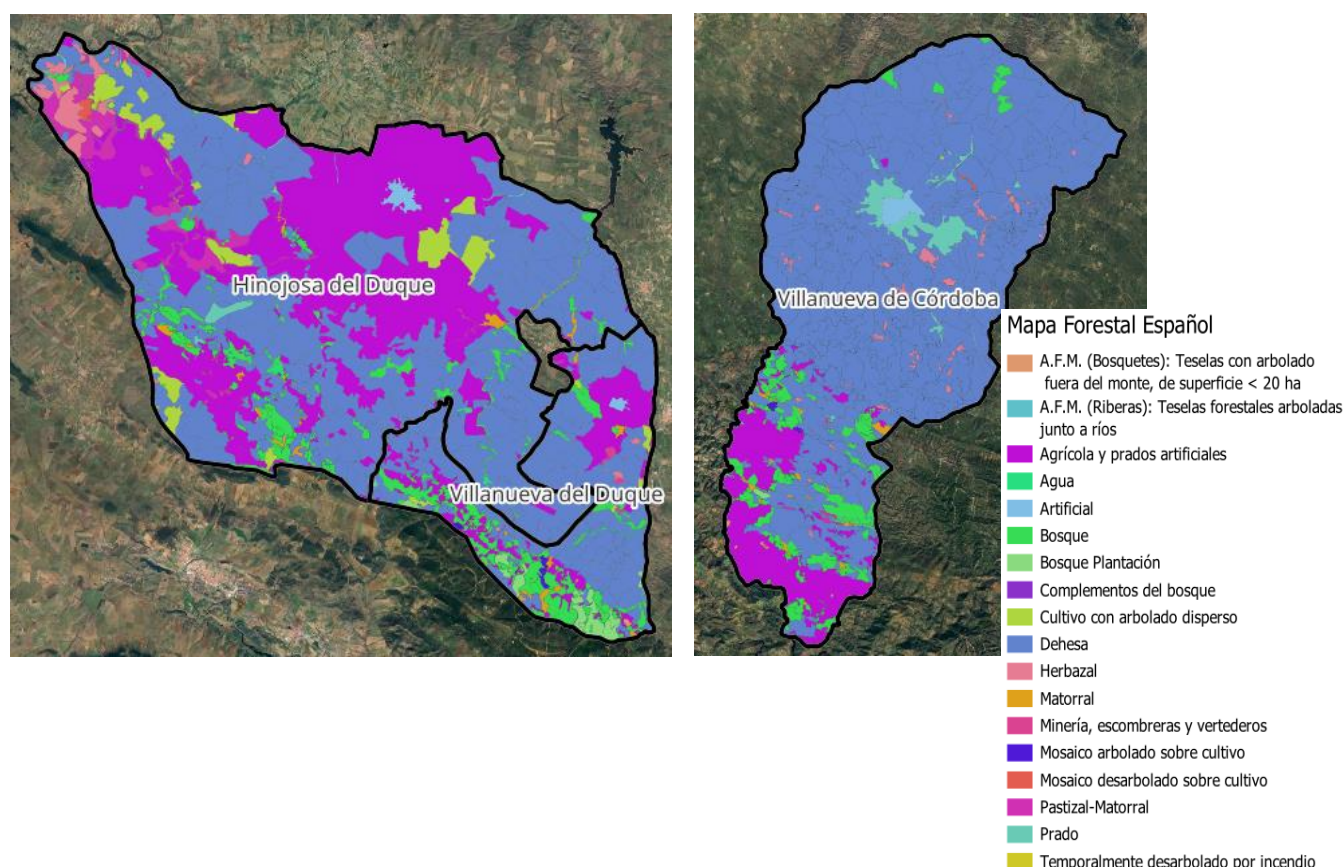 Hinojosa del Duque
Villanueva del Duque
Villanueva de Córdoba
Mapa Forestal Español
A.F.M. (Bosquetes): Teselas con arbolado
fuera del monte, de superficie < 20 ha
A.F.M. (Riberas): Teselas forestales arboladas
junto a ríos
Agrícola y prados artificiales
Agua
Artificial
Bosque
Bosque Plantación
Complementos del bosque
Cultivo con arbolado disperso
Dehesa
Herbazal
Matorral
Minería, escombreras y vertederos
Mosaico arbolado sobre cultivo
Mosaico desarbolado sobre cultivo
Pastizal-Matorral
Prado
Temporalmente desarbolado por incendio